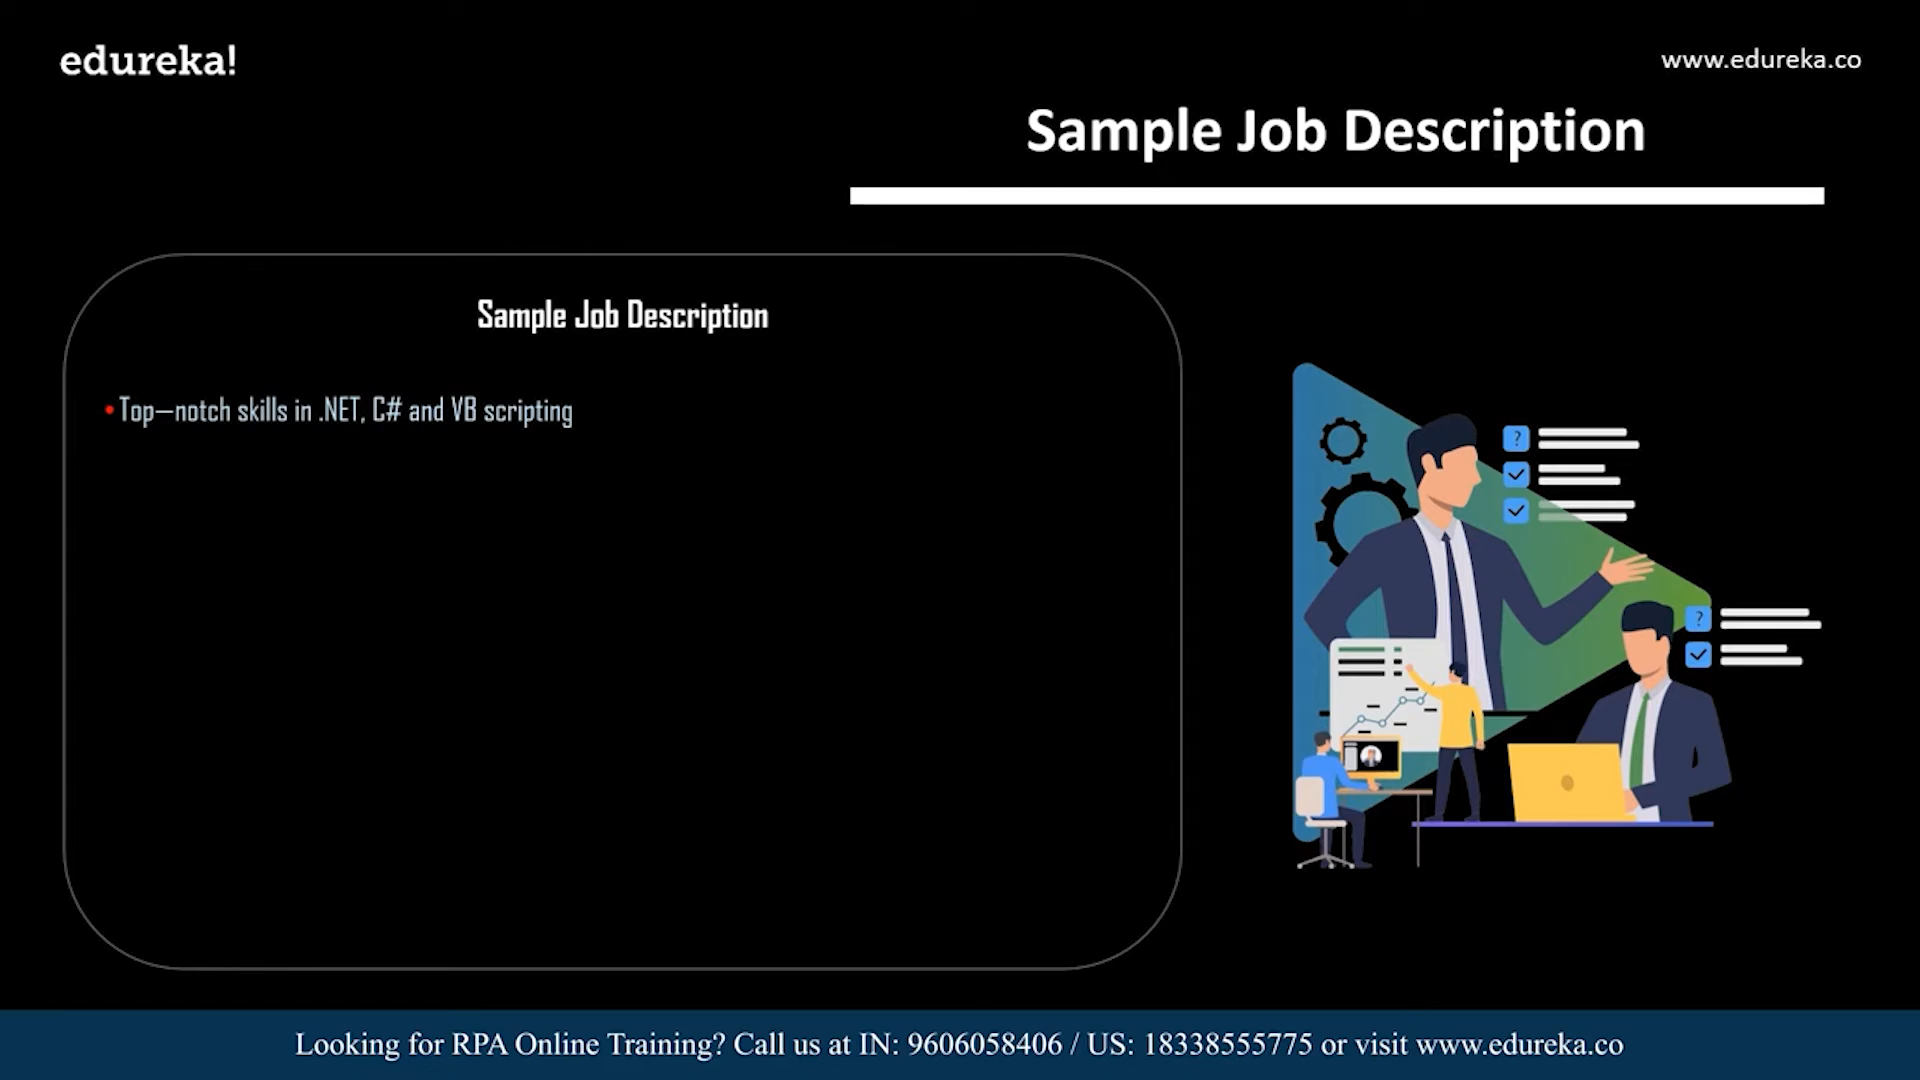 edureka!
www.edureka.co
Sample Job Description
Sample Job Description
• Top—notch skills in .NET, C# and VB scripting
?
?
Looking for RPA Online Training? Call us at IN: 9606058406 / US: 18338555775 or visit www.edureka.co